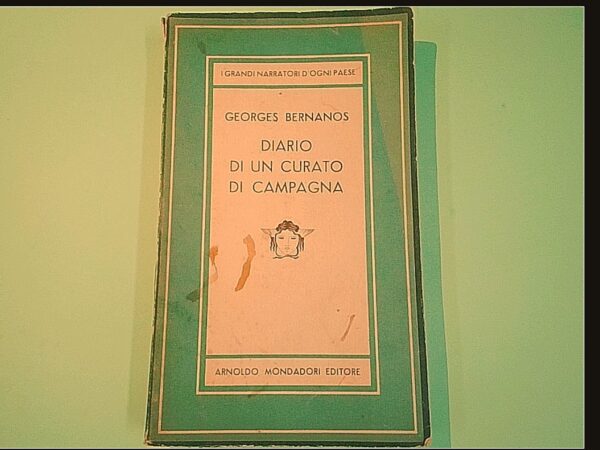 I GRANDI NARRATORI D'OGNI PAESE
GEORGES BERNANOS
DIARIO
DI UN CURATO
DI CAMPAGNA
ARNOLDO MONDADORI EDITORE